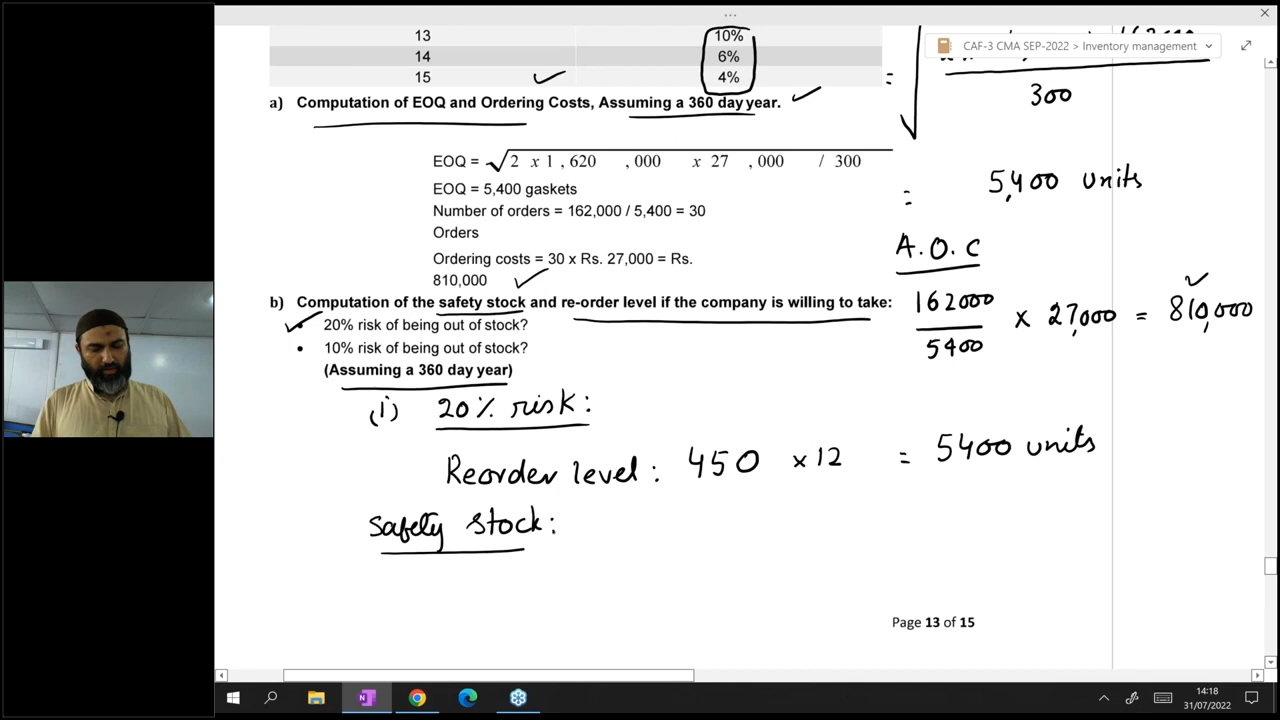 13 10%
14 6%
15 4%
CAF-3 CMA SEP-2022 > Inventory management
300
a) Computation of EOQ and Ordering Costs, Assuming a 360 day year.
EOQ = √2 x 1 , 620 , 000 x 27 , 000 / 300
EOQ = 5,400 gaskets
= 5,400 units
Number of orders = 162,000 / 5,400 = 30
Orders
A.O.C
Ordering costs = 30 x Rs. 27,000 = Rs.
810,000
162000
5400
x 27,000 = 810,000
b) Computation of the safety stock and re-order level if the company is willing to take:
• 20% risk of being out of stock?
• 10% risk of being out of stock?
(Assuming a 360 day year)
(i) 20% risk:
Reorder level: 450 x 12 = 5400 units
Safety stock:
Page 13 of 15
14:18
31/07/2022